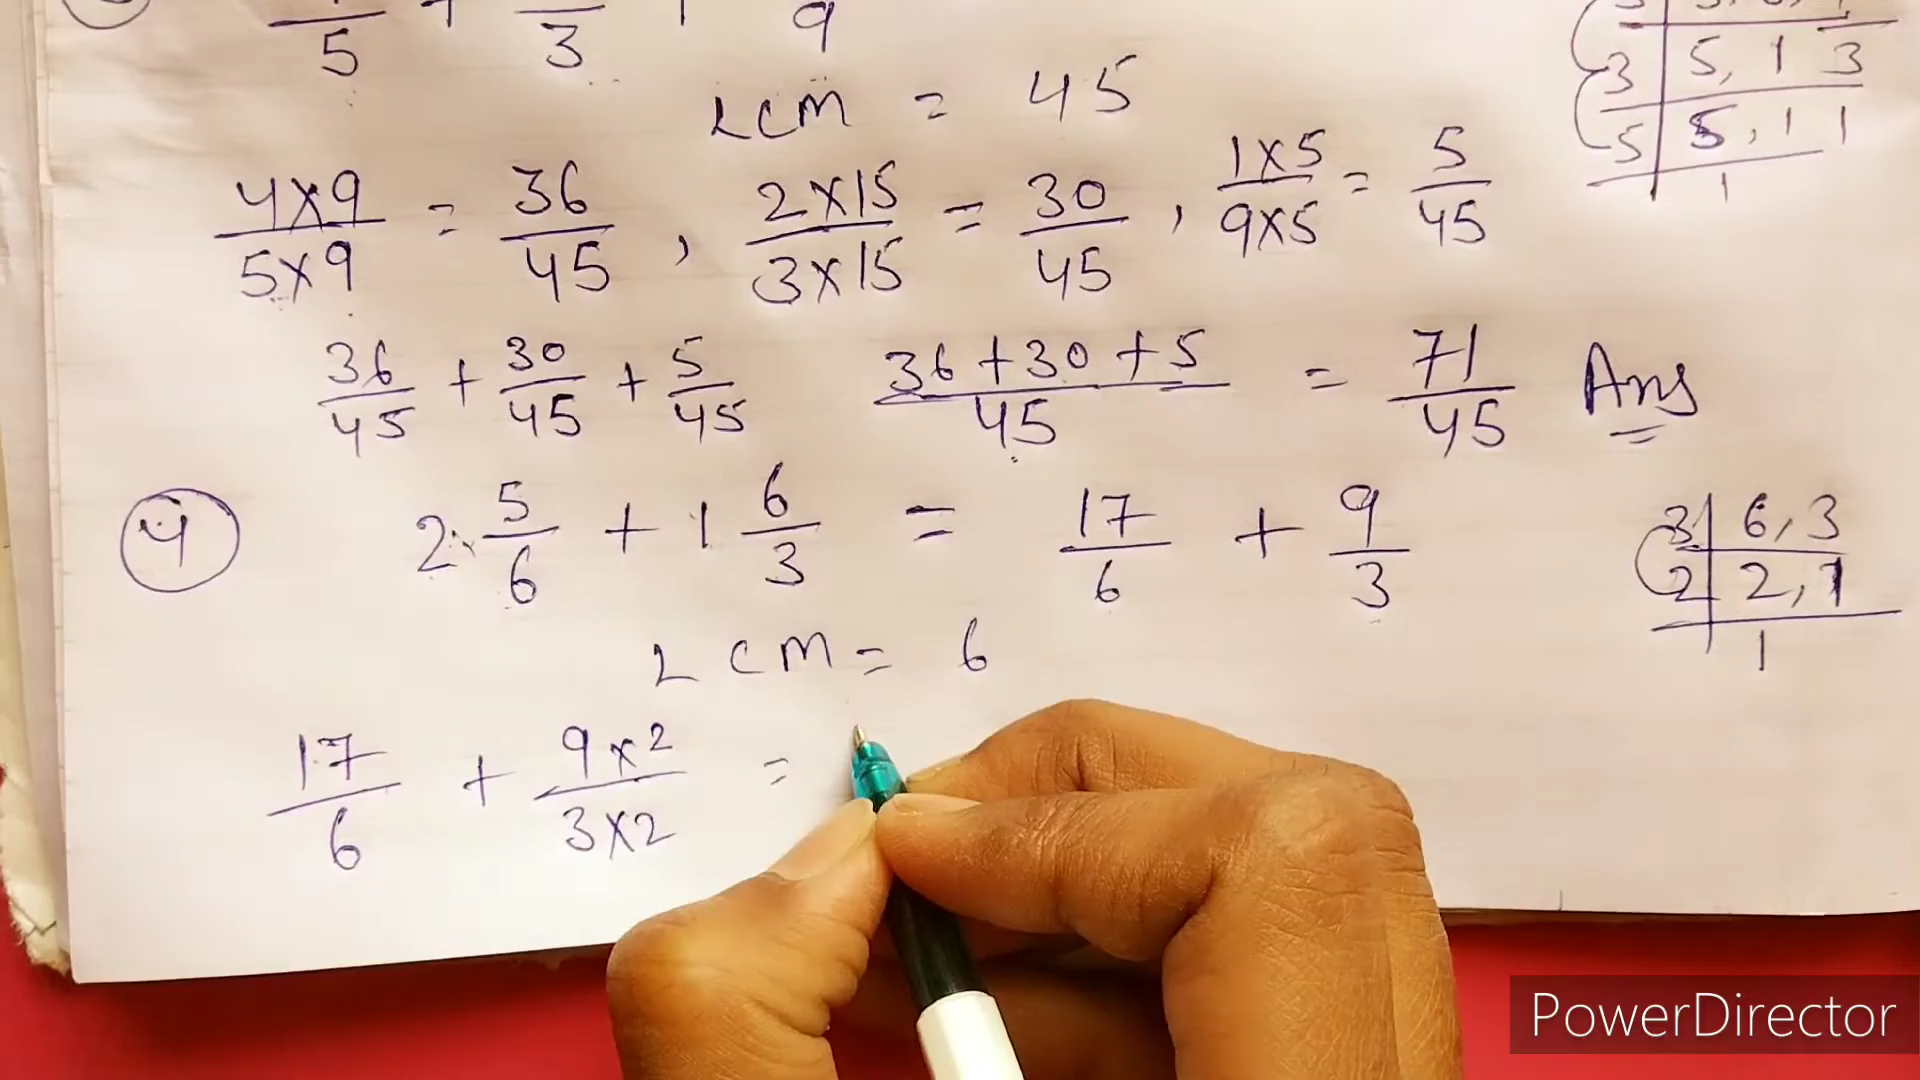 5 + 3 + 9
LCM = 45
4×9/5×9 = 36/45 , 2×15/3×15 = 30/45 , 1×5/9×5 = 5/45
36/45 + 30/45 + 5/45 36+30+5/45 = 71/45 Ans
4 2 5/6 + 1 6/3 = 17/6 + 9/3
LCM = 6
17/6 + 9×2/3×2 =
3 5, 1 3
5 5, 1 1
1
3 6, 3
2 2, 1
1
PowerDirector